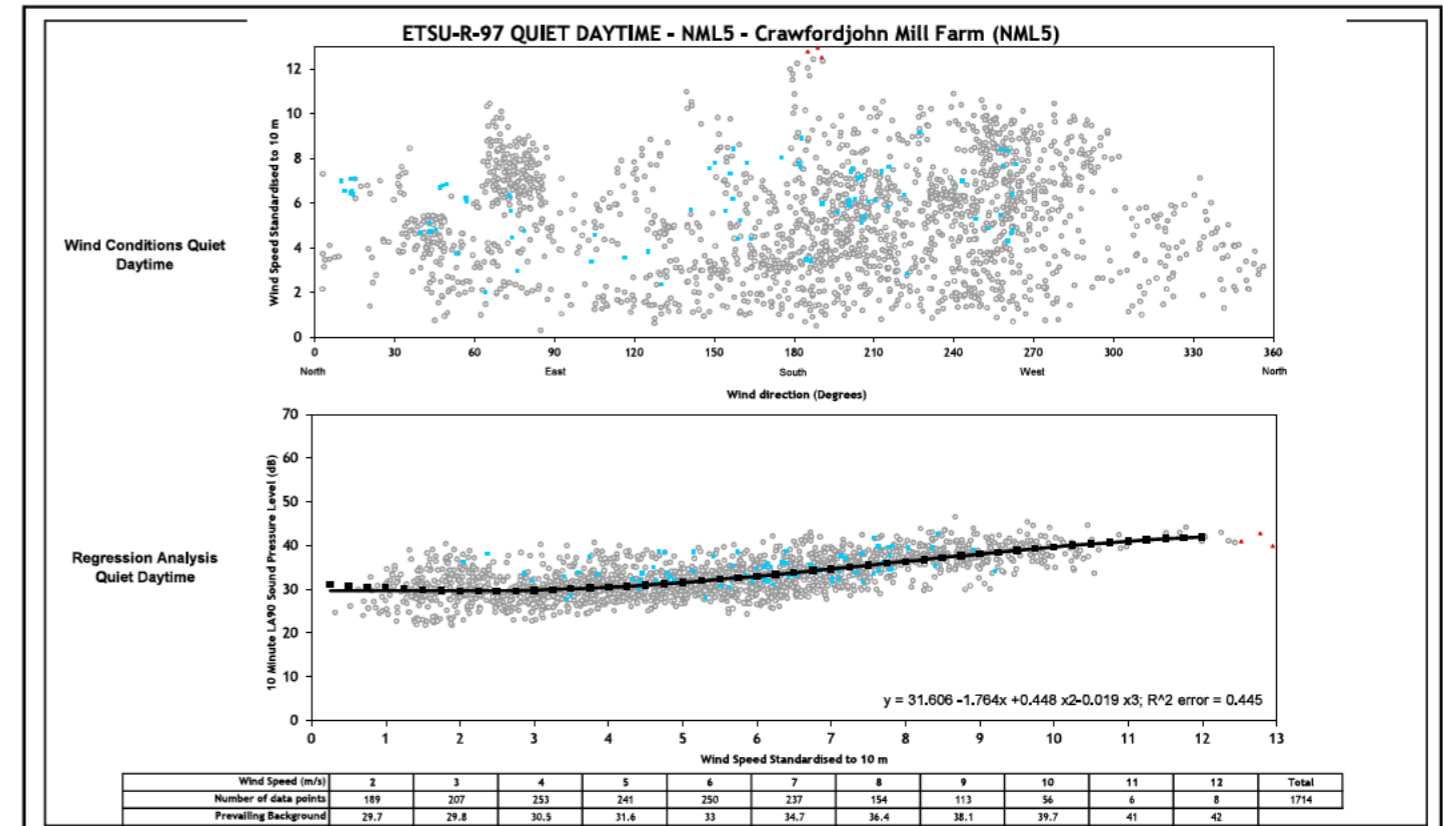 ETSU-R-97 QUIET DAYTIME - NML5 - Crawfordjohn Mill Farm (NML5)
Wind Conditions Quiet
Daytime
Wind Speed Standardised to 10 m
12
10
8
6
4
2
0
0 30 60 90 120 150 180 210 240 270 300 330 360
North East South West North
Wind direction (Degrees)
Regression Analysis
Quiet Daytime
10 Minute LA90 Sound Pressure Level (dB)
70
60
50
40
30
20
10
0
y = 31.606 -1.764x +0.448 x2-0.019 x3; R^2 error = 0.445
0 1 2 3 4 5 6 7 8 9 10 11 12 13
Wind Speed Standardised to 10 m
Wind Speed (m/s) 2 3 4 5 6 7 8 9 10 11 12 Total
Number of data points 189 207 253 241 250 237 154 113 56 6 8 1714
Prevailing Background 29.7 29.8 30.5 31.6 33 34.7 36.4 38.1 39.7 41 42